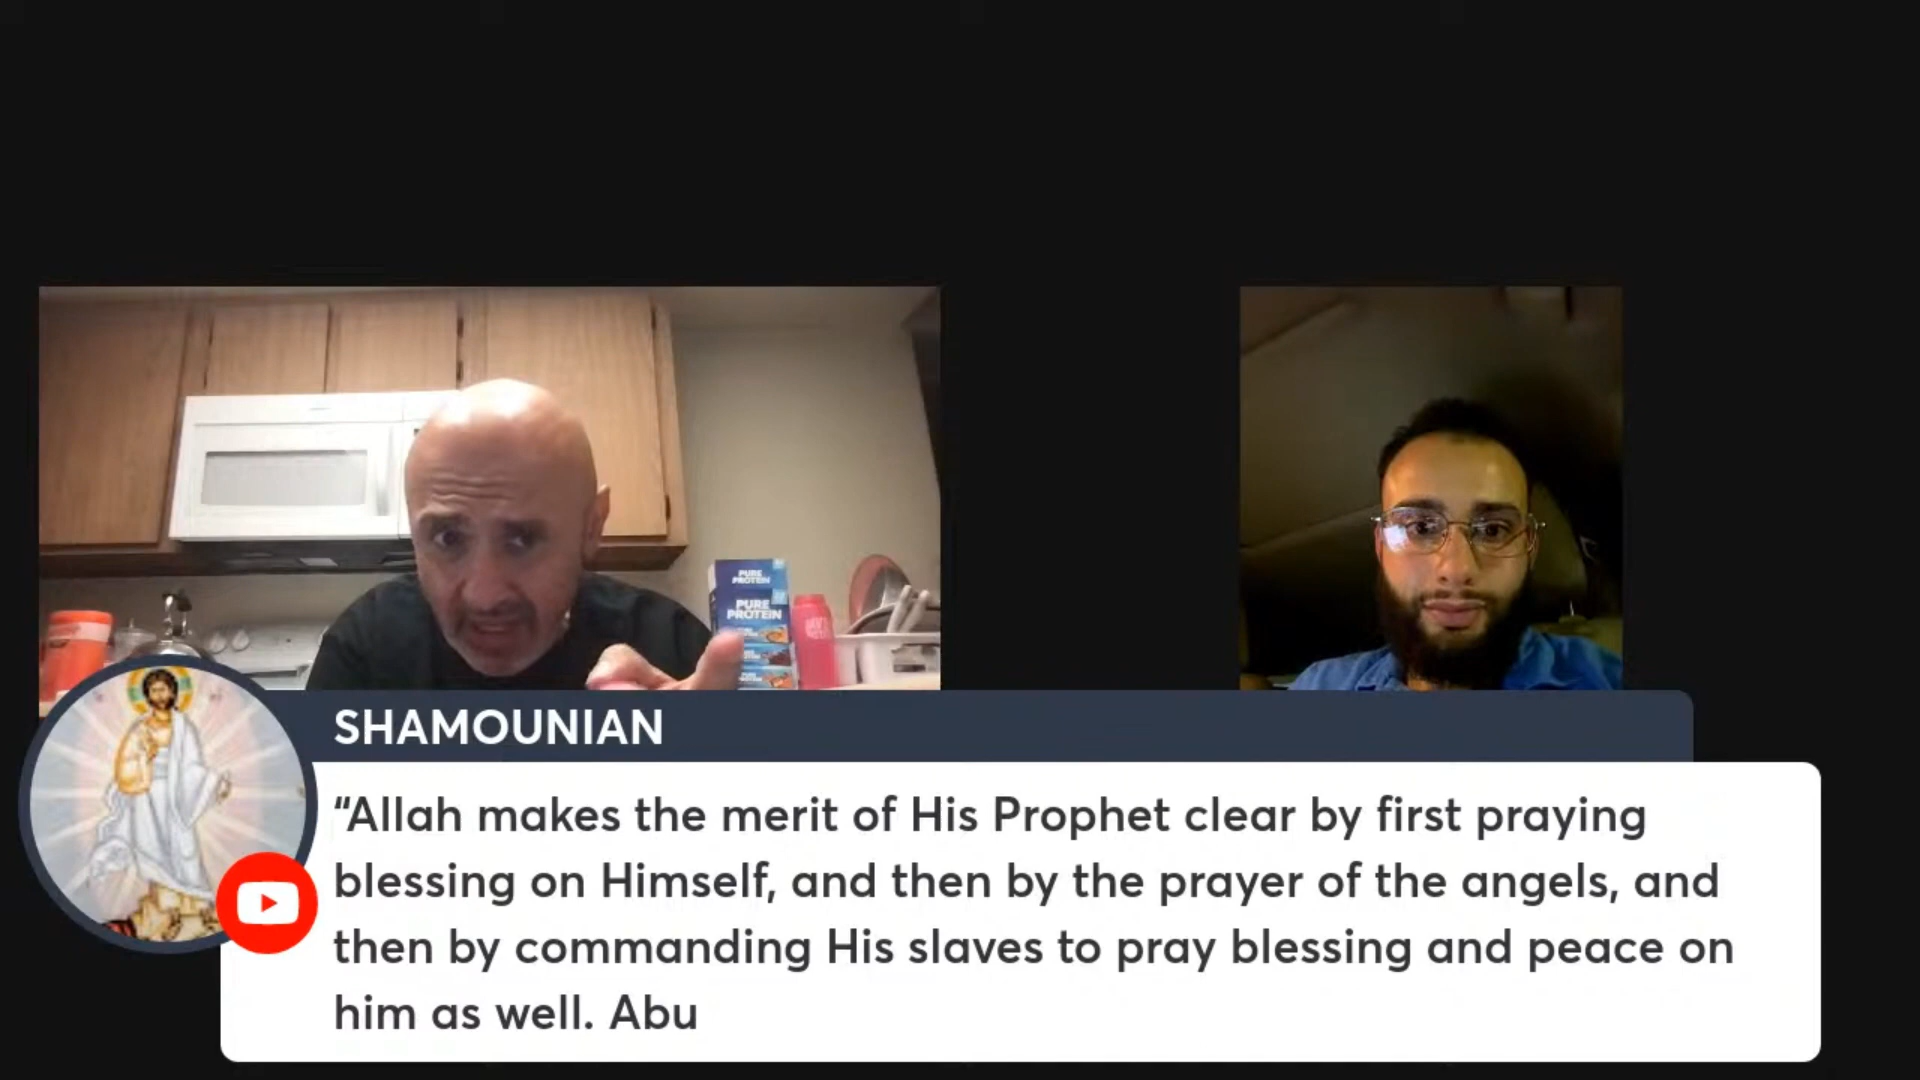 PURE
PROTEIN
PURE
PROTEIN
SHAMOUNIAN
“Allah makes the merit of His Prophet clear by first praying
blessing on Himself, and then by the prayer of the angels, and
then by commanding His slaves to pray blessing and peace on
him as well. Abu